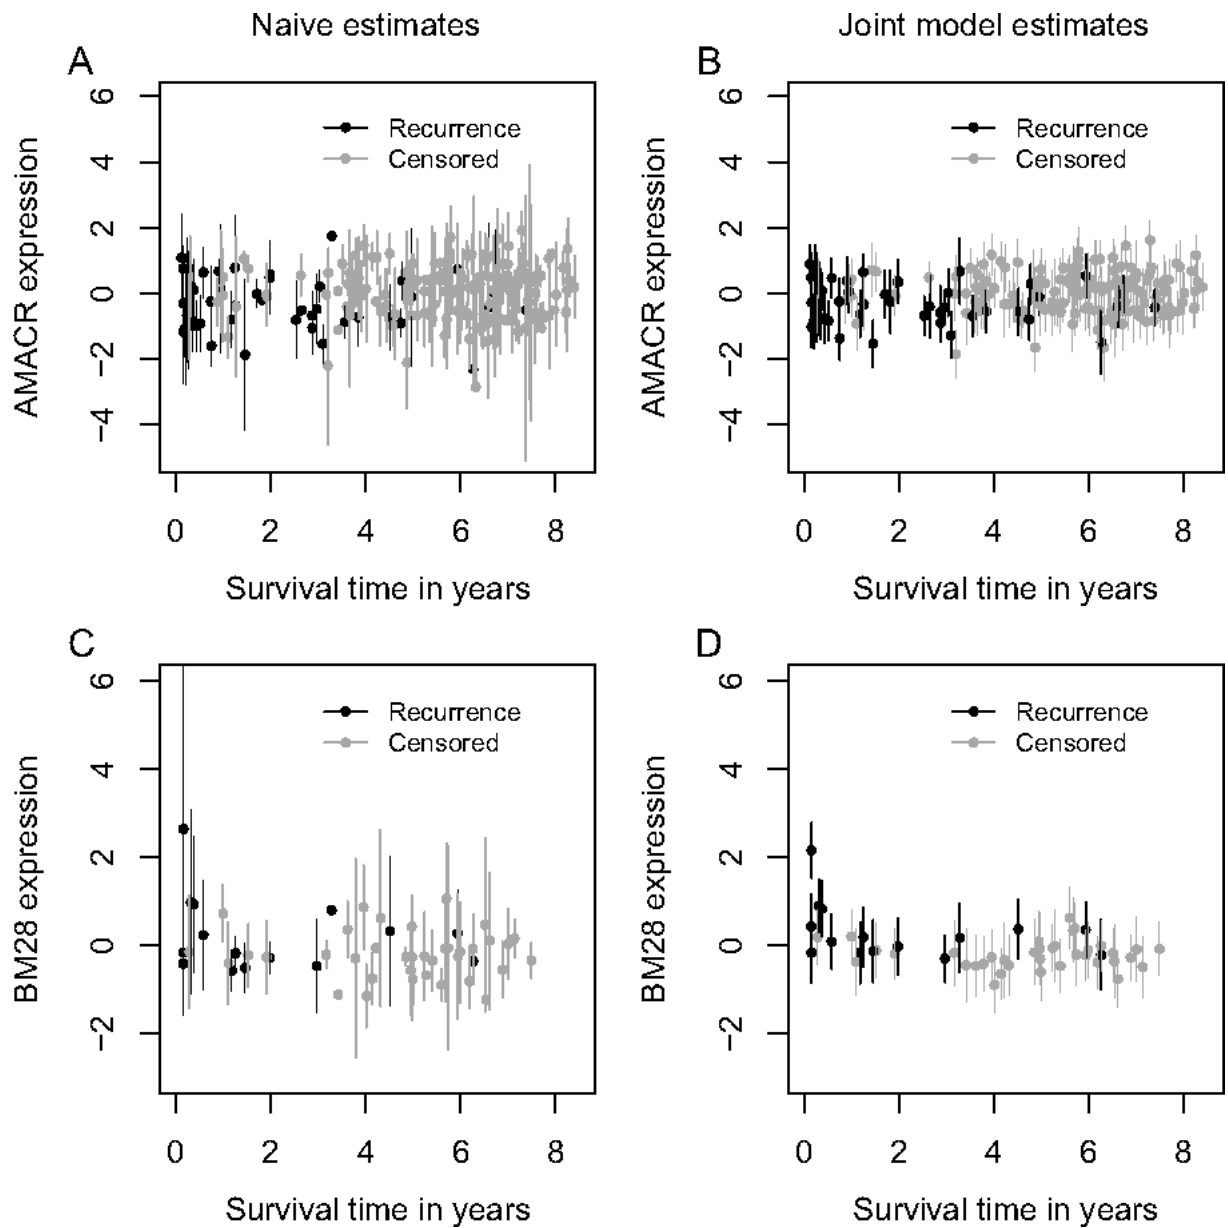 Naive estimates
Joint model estimates
A
B
AMACR expression
6
4
2
0
−2
−4
Recurrence
Censored
0 2 4 6 8
Survival time in years
AMACR expression
6
4
2
0
−2
−4
Recurrence
Censored
0 2 4 6 8
Survival time in years
C
D
BM28 expression
6
4
2
0
−2
Recurrence
Censored
0 2 4 6 8
Survival time in years
BM28 expression
6
4
2
0
−2
Recurrence
Censored
0 2 4 6 8
Survival time in years